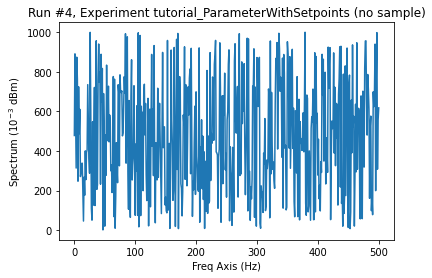 Run #4, Experiment tutorial_ParameterWithSetpoints (no sample)
Spectrum (10⁻³ dBm)
1000
800
600
400
200
0
0 100 200 300 400 500
Freq Axis (Hz)